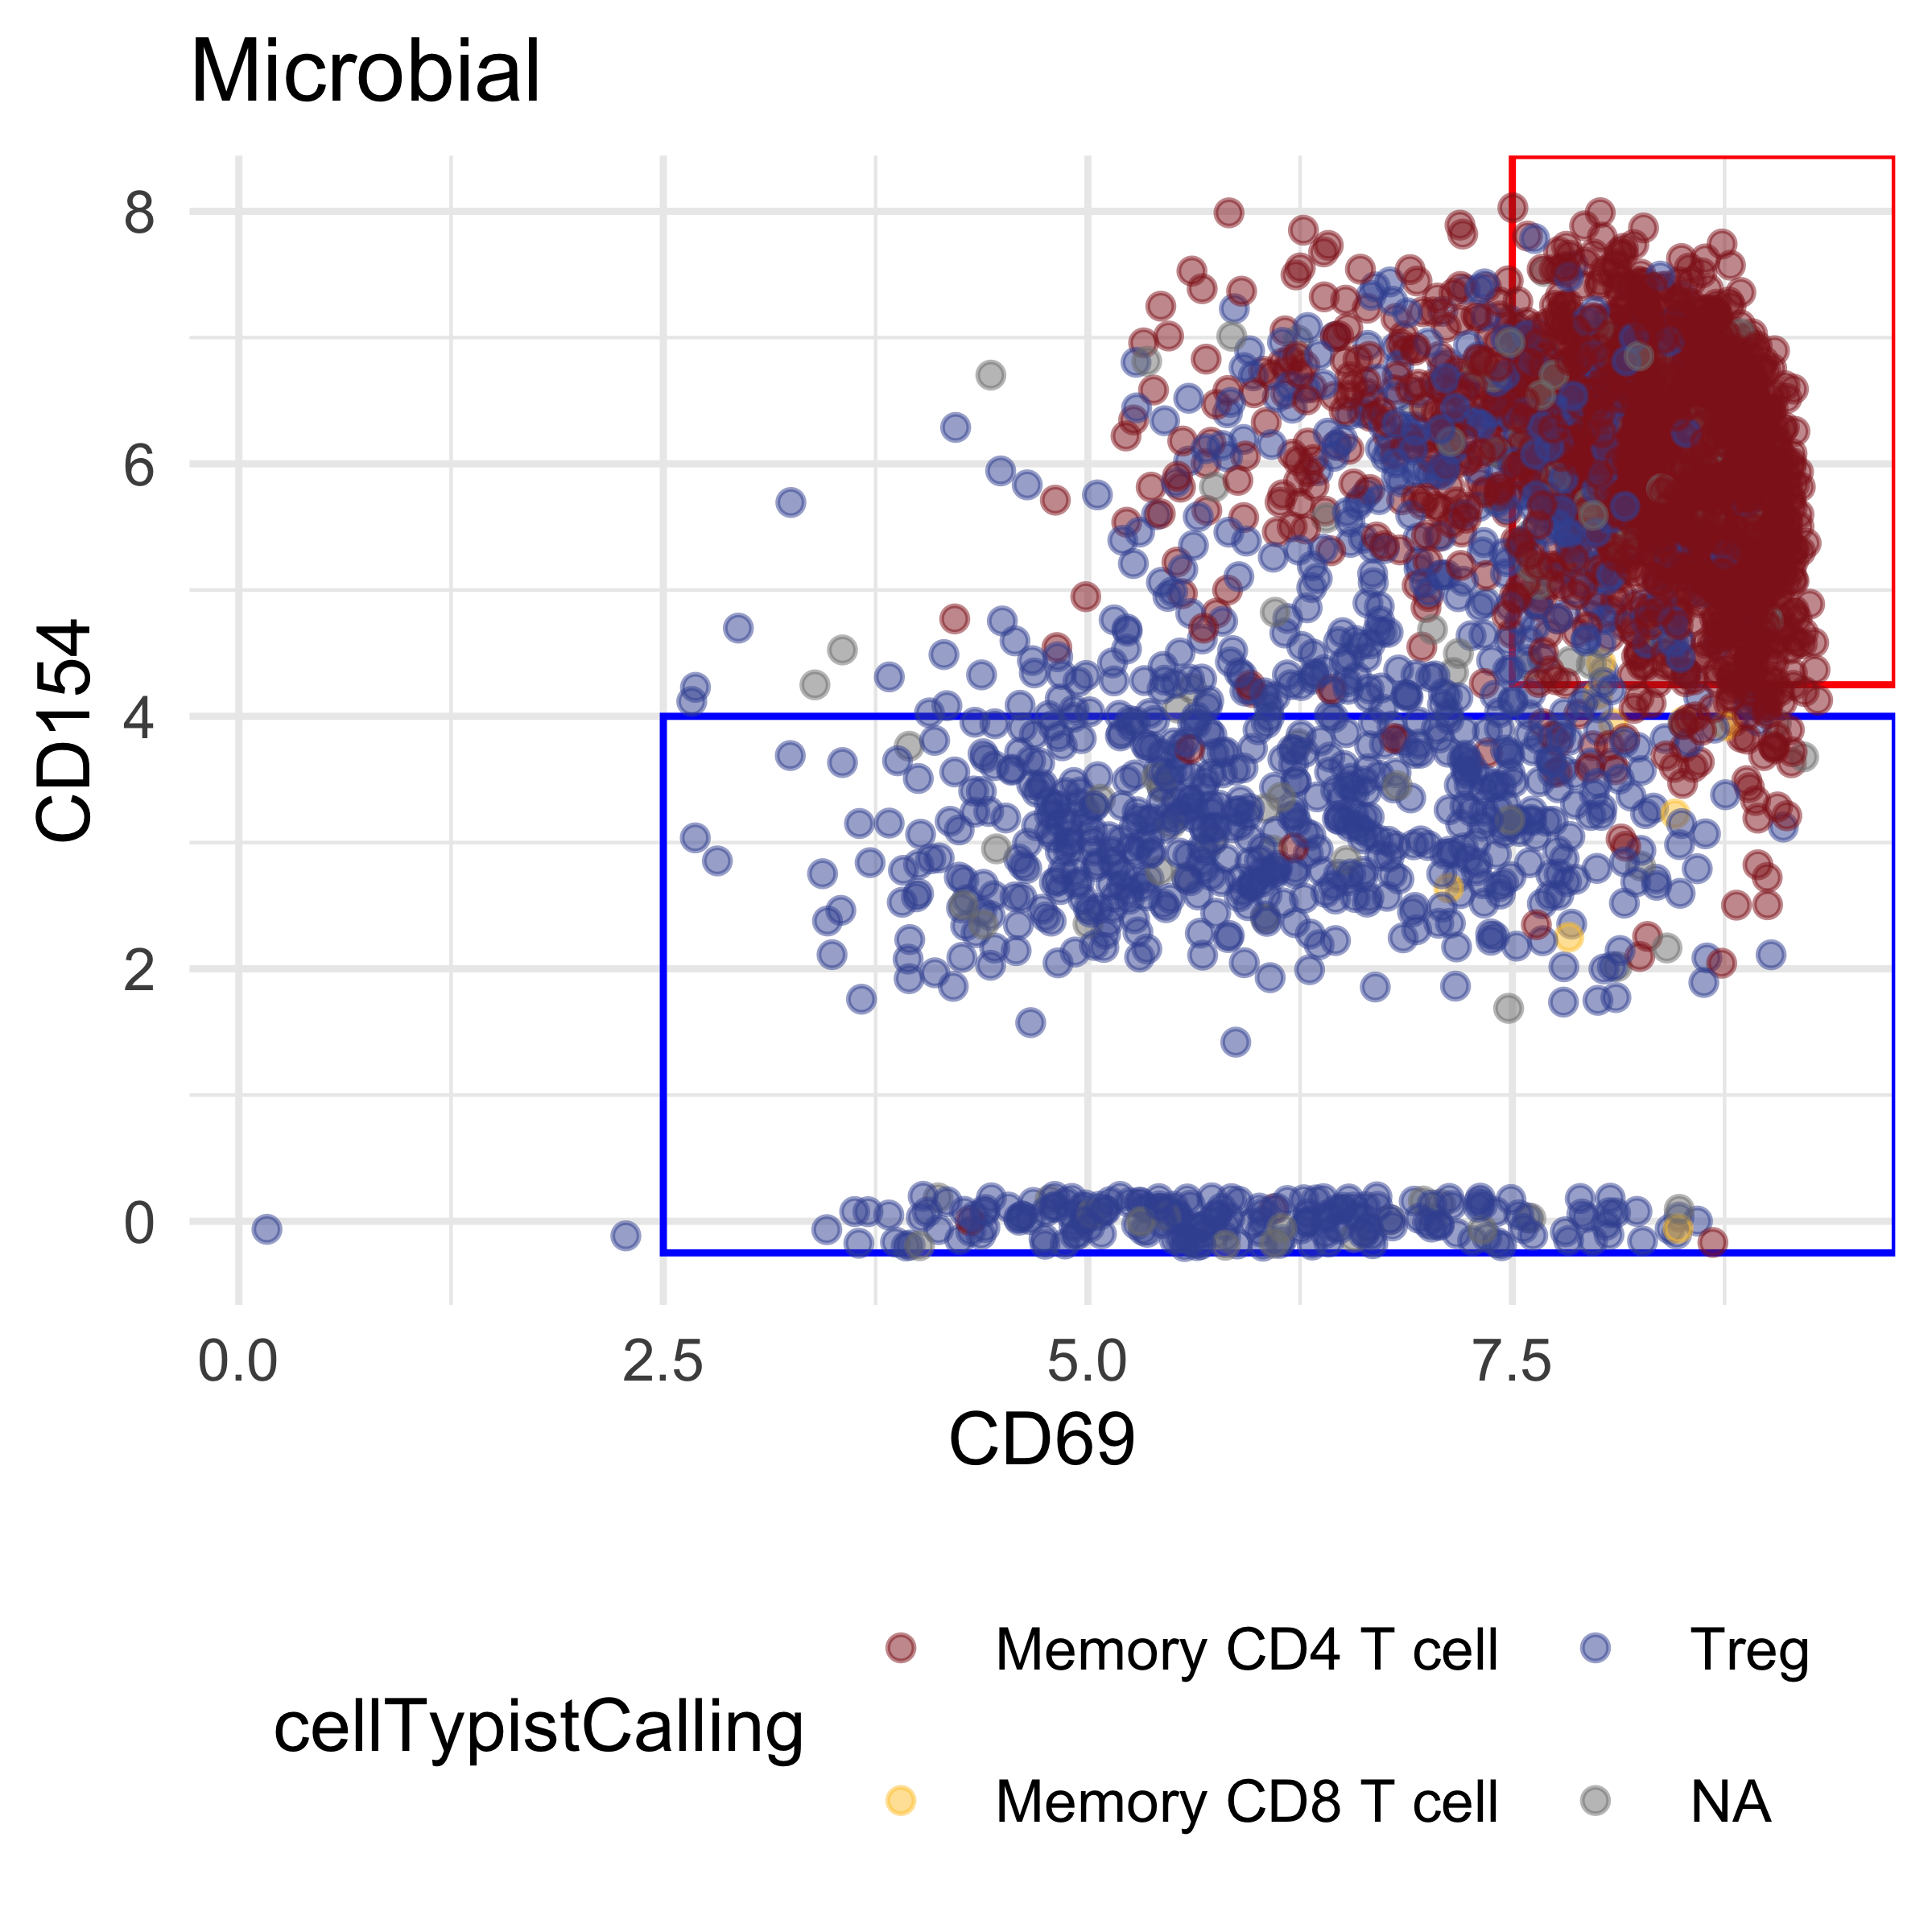 Microbial
8
6
4
2
0
CD154
0.0 2.5 5.0 7.5
CD69
cellTypistCalling
Memory CD4 T cell Treg
Memory CD8 T cell NA